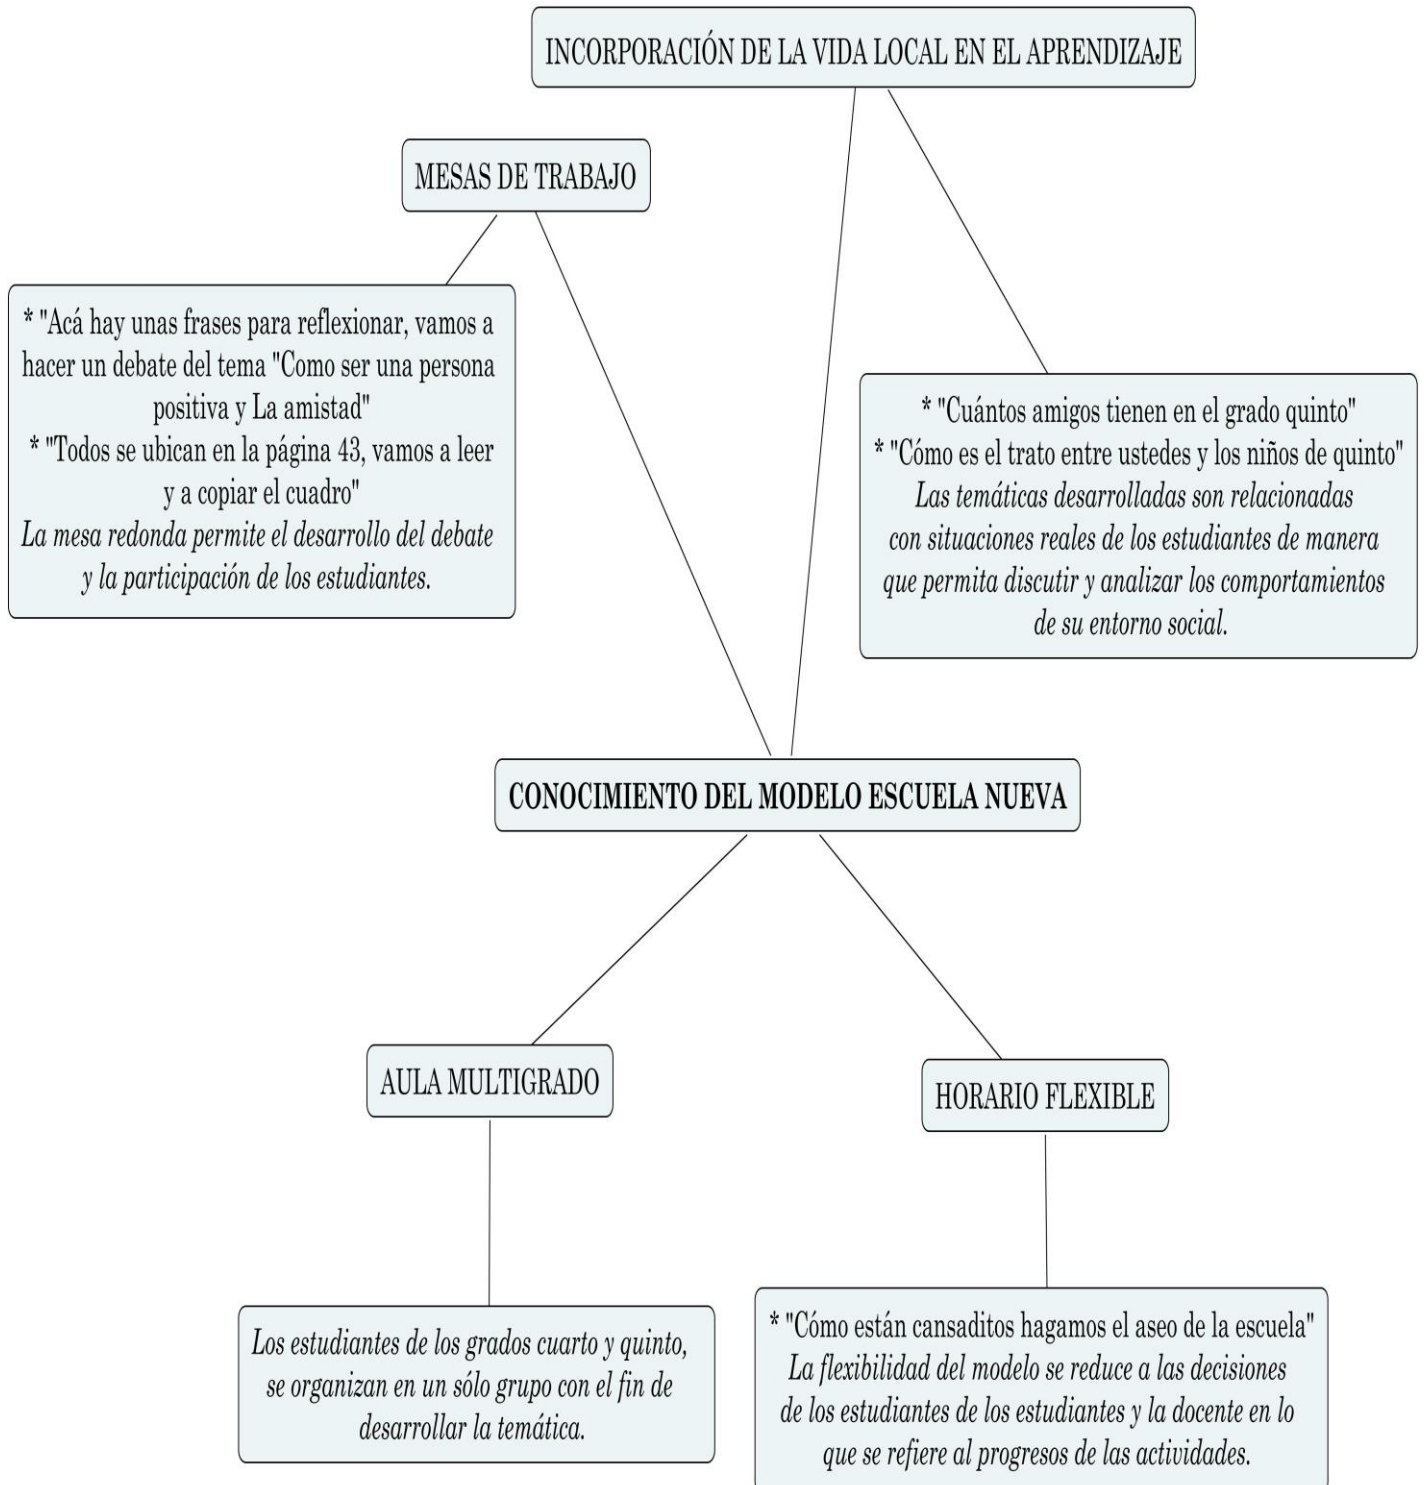 INCORPORACIÓN DE LA VIDA LOCAL EN EL APRENDIZAJE
MESAS DE TRABAJO
* "Acá hay unas frases para reflexionar, vamos a
hacer un debate del tema "Como ser una persona
positiva y La amistad"
* "Todos se ubican en la página 43, vamos a leer
y a copiar el cuadro"
La mesa redonda permite el desarrollo del debate
y la participación de los estudiantes.
* "Cuántos amigos tienen en el grado quinto"
* "Cómo es el trato entre ustedes y los niños de quinto"
Las temáticas desarrolladas son relacionadas
con situaciones reales de los estudiantes de manera
que permita discutir y analizar los comportamientos
de su entorno social.
CONOCIMIENTO DEL MODELO ESCUELA NUEVA
AULA MULTIGRADO
HORARIO FLEXIBLE
Los estudiantes de los grados cuarto y quinto,
se organizan en un sólo grupo con el fin de
desarrollar la temática.
* "Cómo están cansaditos hagamos el aseo de la escuela"
La flexibilidad del modelo se reduce a las decisiones
de los estudiantes de los estudiantes y la docente en lo
que se refiere al progresos de las actividades.